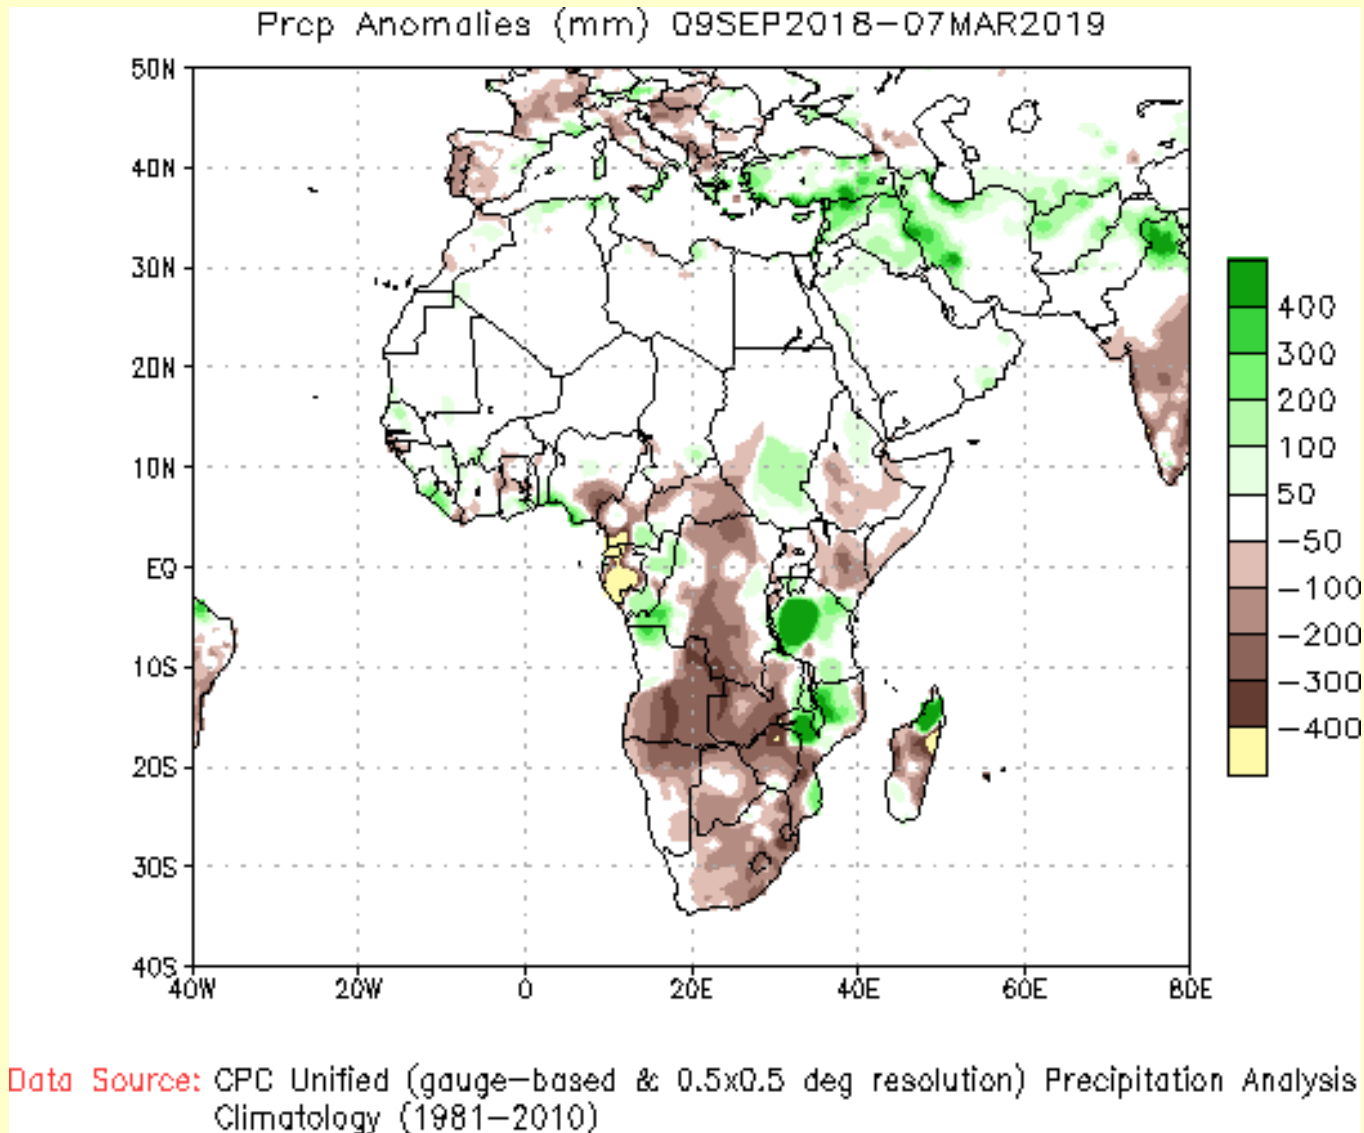 Prcp Anomalies (mm) 09SEP2018-07MAR2019
50N
40N
30N
20N
10N
EQ
10S
20S
30S
40S
40W 20W 0 20E 40E 60E 80E
400
300
200
100
50
-50
-100
-200
-300
-400
Data Source: CPC Unified (gauge-based & 0.5x0.5 deg resolution) Precipitation Analysis
Climatology (1981-2010)